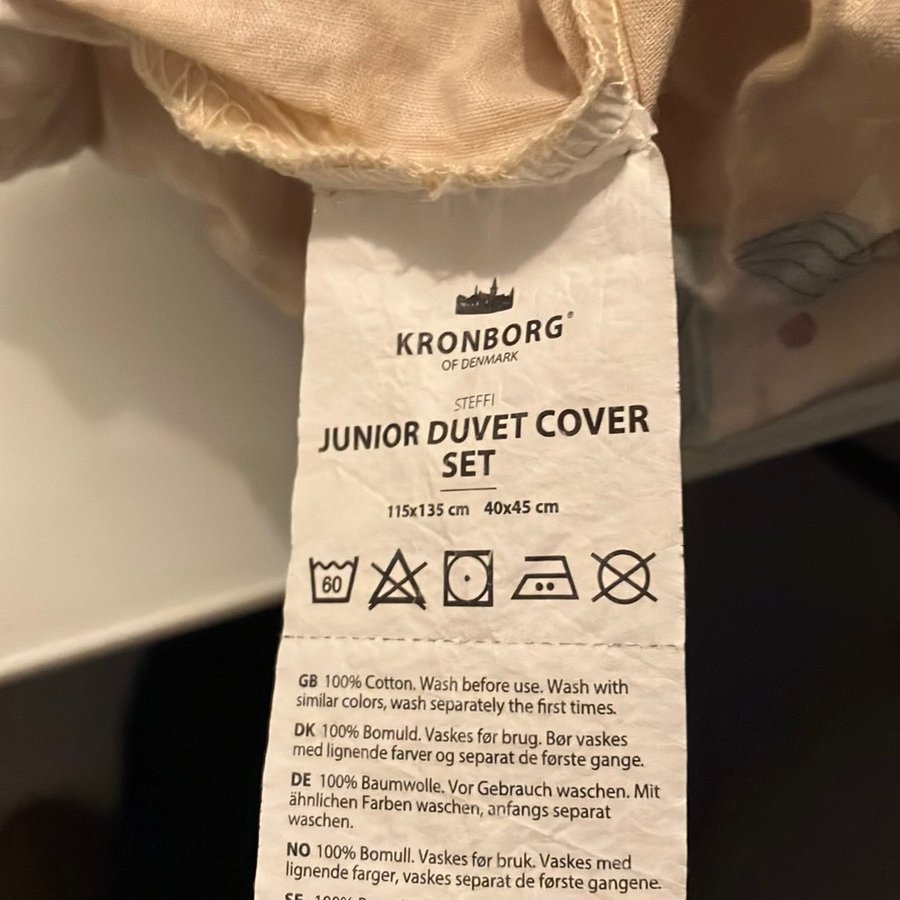 KRONBORG®
OF DENMARK
STEFFI
JUNIOR DUVET COVER
SET
115x135 cm 40x45 cm
60
GB 100% Cotton. Wash before use. Wash with
similar colors, wash separately the first times.
DK 100% Bomuld. Vaskes før brug. Bør vaskes
med lignende farver og separat de første gange.
DE 100% Baumwolle. Vor Gebrauch waschen. Mit
ähnlichen Farben waschen, anfangs separat
waschen.
NO 100% Bomull. Vaskes før bruk. Vaskes med
lignende farger, vaskes separat de første gangene.
SE 100%